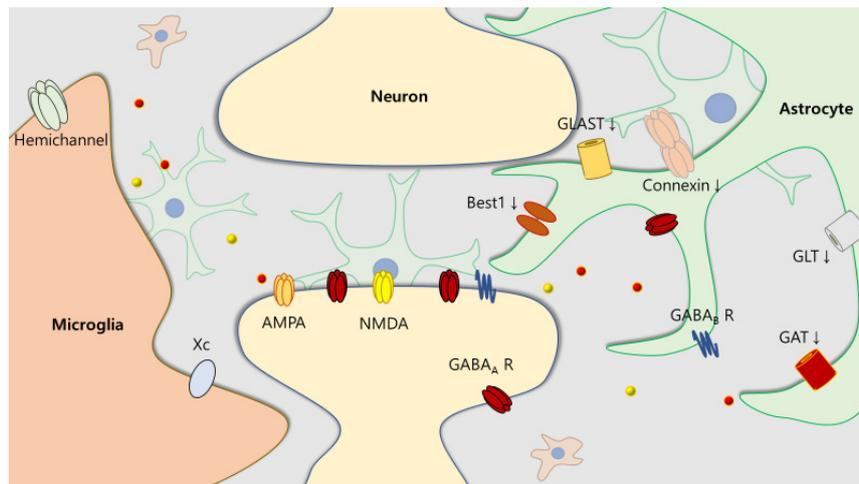 Neuron
Astrocyte
Hemichannel
GLAST ↓
Connexin ↓
Best1 ↓
GLT ↓
Microglia
AMPA
NMDA
GABA_B R
Xc
GAT ↓
GABA_A R